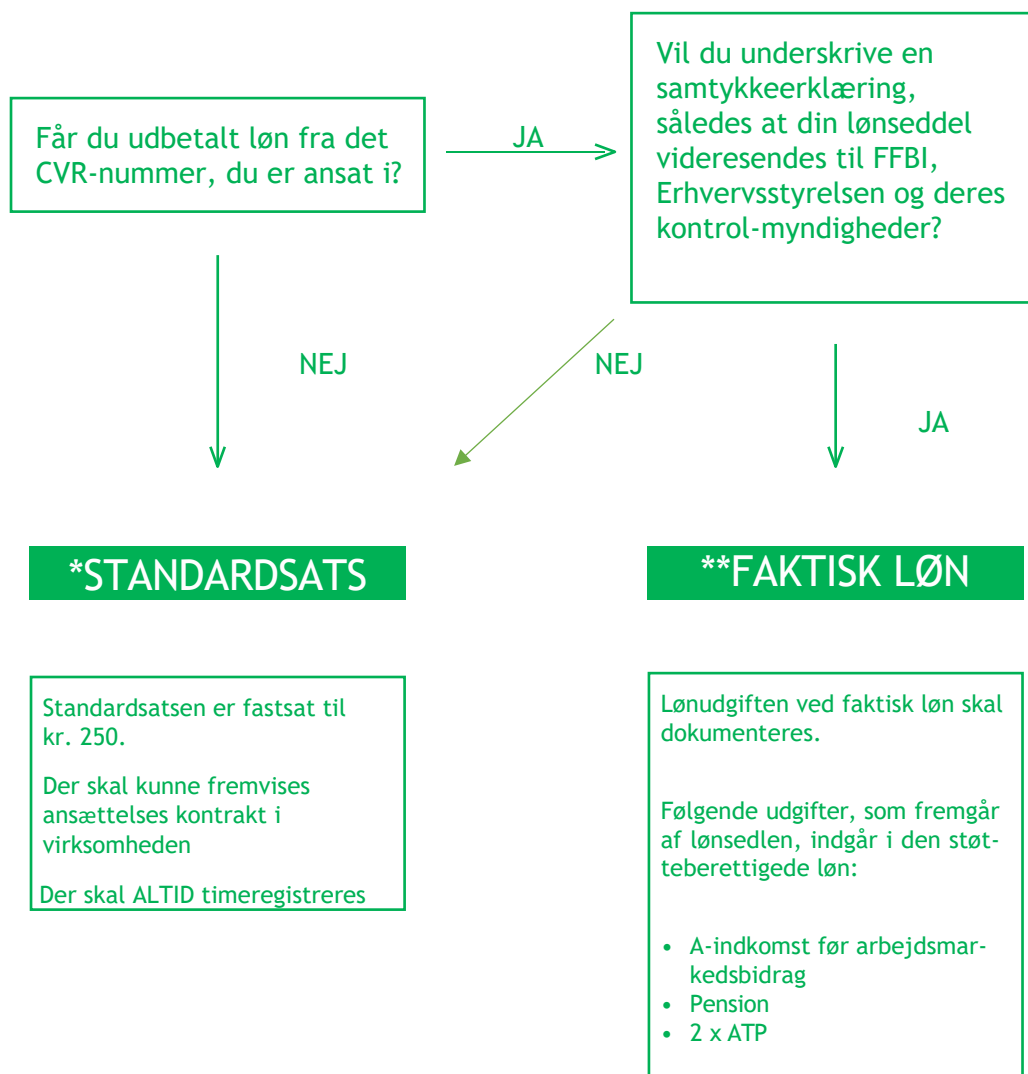 Får du udbetalt løn fra det
CVR-nummer, du er ansat i?
JA
Vil du underskrive en
samtykkeerklæring,
således at din lønseddel
videresendes til FFBI,
Erhvervsstyrelsen og deres
kontrol-myndigheder?
NEJ
NEJ
JA
*STANDARDSATS
Standardsatsen er fastsat til
kr. 250.
Der skal kunne fremvises
ansættelses kontrakt i
virksomheden
Der skal ALTID timeregistreres
**FAKTISK LØN
Lønudgiften ved faktisk løn skal
dokumenteres.
Følgende udgifter, som fremgår
af lønsedlen, indgår i den støt-
teberettigede løn:
• A-indkomst før arbejdsmar-
kedsbidrag
• Pension
• 2 x ATP